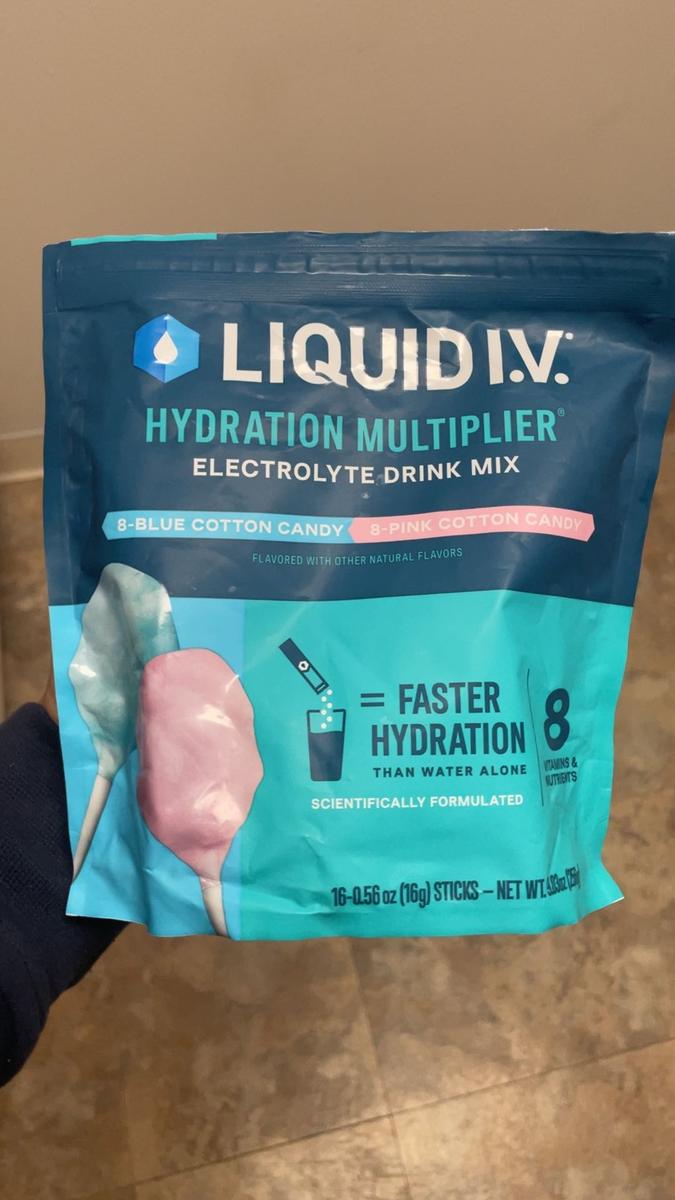 LIQUID I.V.
HYDRATION MULTIPLIER®
ELECTROLYTE DRINK MIX
8-BLUE COTTON CANDY 8-PINK COTTON CANDY
FLAVORED WITH OTHER NATURAL FLAVORS
= FASTER
HYDRATION
THAN WATER ALONE
SCIENTIFICALLY FORMULATED
8
VITAMINS &
NUTRIENTS
16-0.56 oz (16g) STICKS – NET WT.